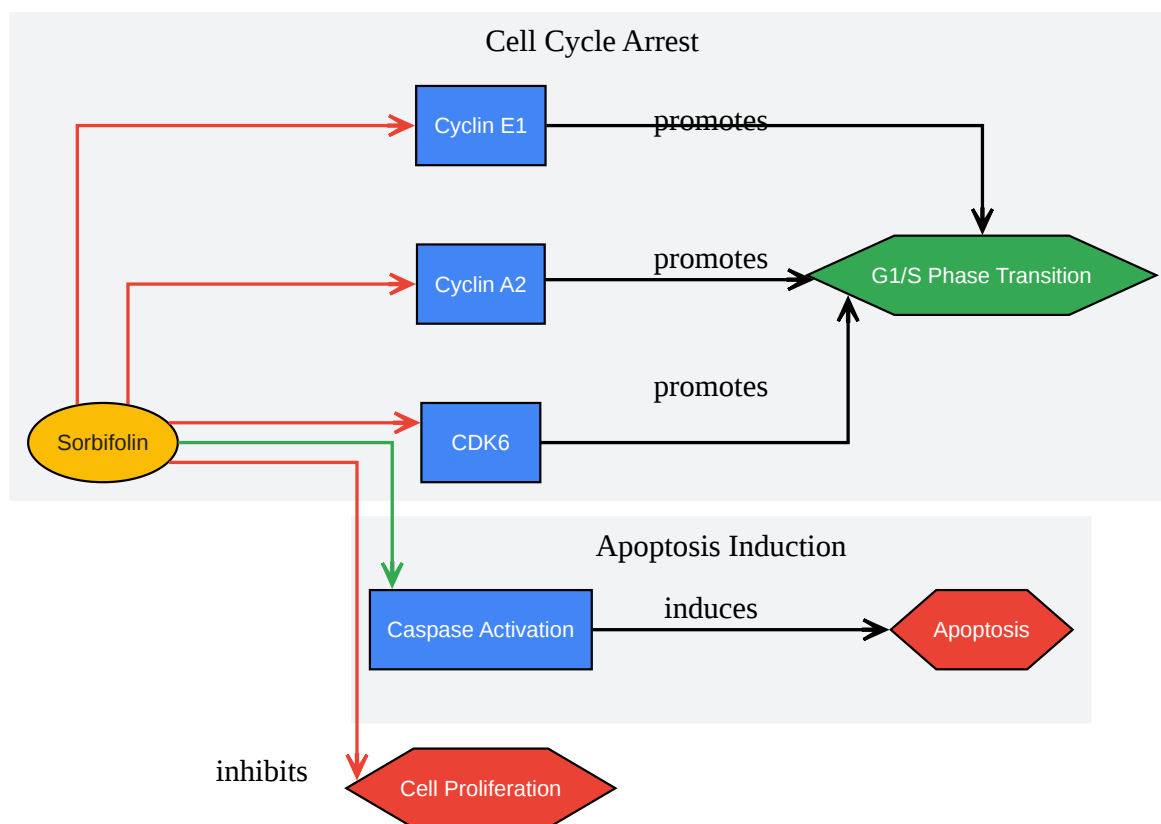 Cell Cycle Arrest
Cyclin E1
promotes
Cyclin A2
promotes
G1/S Phase Transition
promotes
Sorbifolin
CDK6
Apoptosis Induction
induces
Caspase Activation
Apoptosis
inhibits
Cell Proliferation